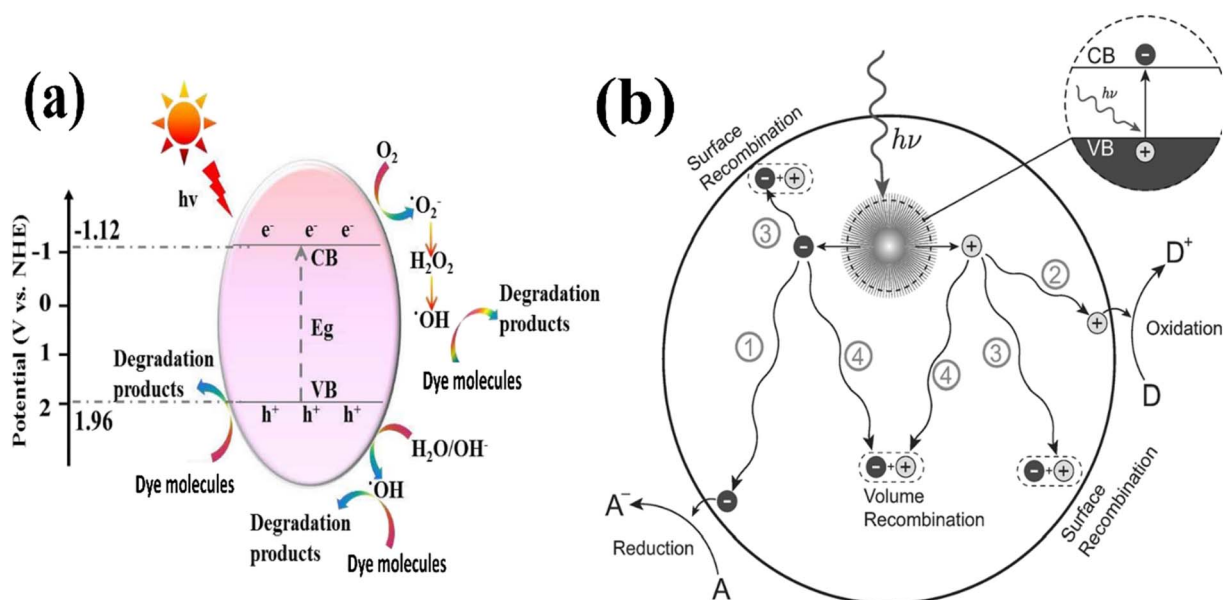 (a)
hv
Potential (V vs. NHE)
-1.12
-1
0
1
2
1.96
e⁻ e⁻ e⁻
CB
Eg
VB
h⁺ h⁺ h⁺
O₂
·O₂⁻
H₂O₂
·OH
Degradation
products
Dye molecules
Degradation
products
Dye molecules
H₂O/OH⁻
·OH
Degradation
products
Dye molecules
(b)
hν
CB
−
hν
VB
+
Surface
Recombination
− + +
③
−
+
②
+
D⁺
Oxidation
D
①
④
④
③
− + +
Volume
Recombination
− + +
Surface
Recombination
−
A⁻
Reduction
A